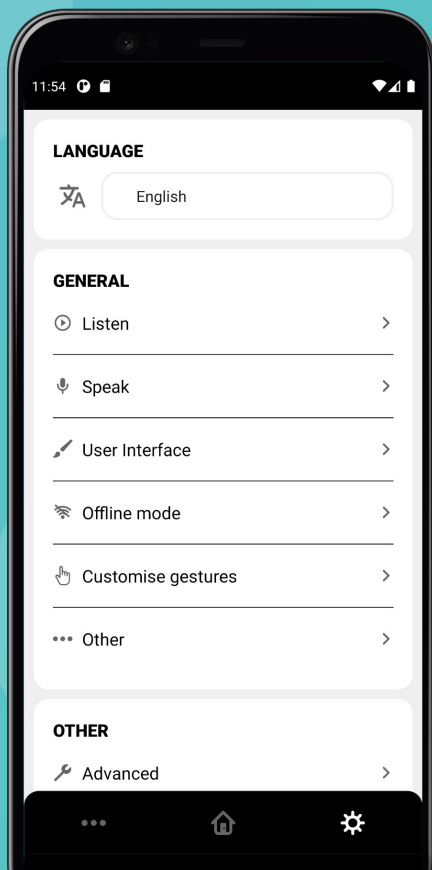 11:54
LANGUAGE
English
GENERAL
Listen
Speak
User Interface
Offline mode
Customise gestures
Other
OTHER
Advanced